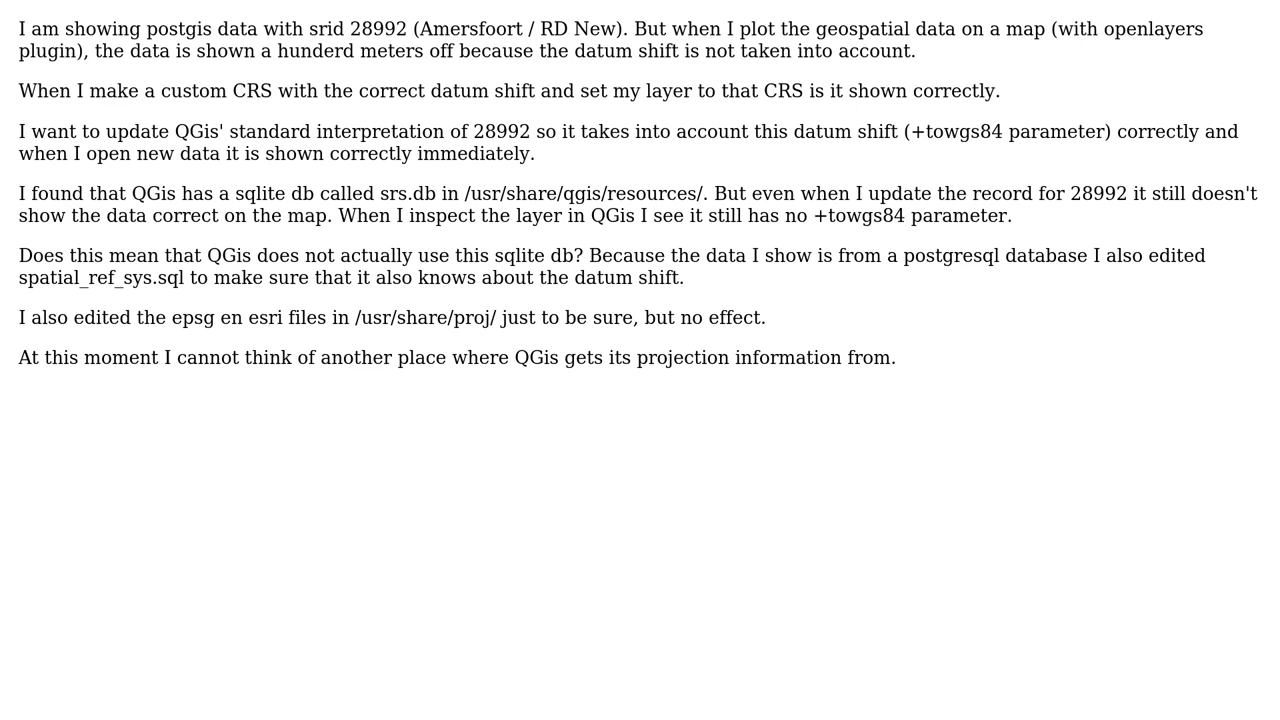 I am showing postgis data with srid 28992 (Amersfoort / RD New). But when I plot the geospatial data on a map (with openlayers
plugin), the data is shown a hunderd meters off because the datum shift is not taken into account.
When I make a custom CRS with the correct datum shift and set my layer to that CRS is it shown correctly.
I want to update QGis' standard interpretation of 28992 so it takes into account this datum shift (+towgs84 parameter) correctly and
when I open new data it is shown correctly immediately.
I found that QGis has a sqlite db called srs.db in /usr/share/qgis/resources/. But even when I update the record for 28992 it still doesn't
show the data correct on the map. When I inspect the layer in QGis I see it still has no +towgs84 parameter.
Does this mean that QGis does not actually use this sqlite db? Because the data I show is from a postgresql database I also edited
spatial_ref_sys.sql to make sure that it also knows about the datum shift.
I also edited the epsg en esri files in /usr/share/proj/ just to be sure, but no effect.
At this moment I cannot think of another place where QGis gets its projection information from.